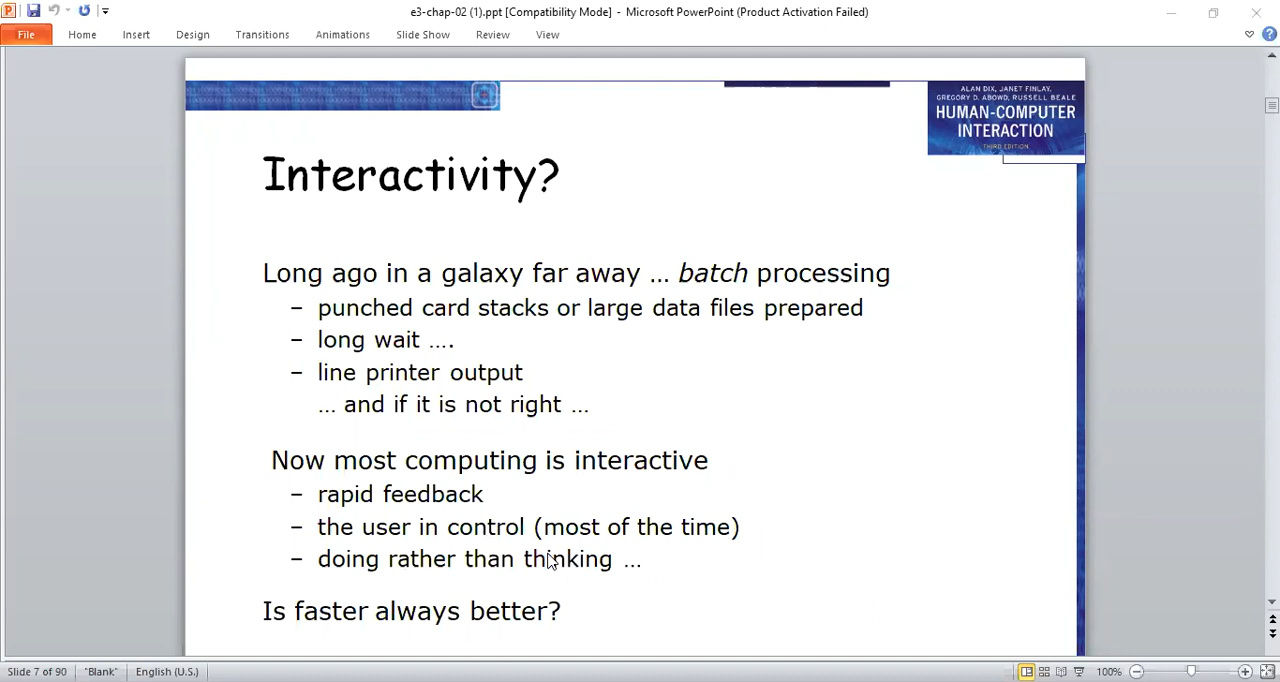 e3-chap-02 (1).ppt [Compatibility Mode] - Microsoft PowerPoint (Product Activation Failed)
File Home Insert Design Transitions Animations Slide Show Review View
ALAN DIX, JANET FINLAY,
GREGORY D. ABOWD, RUSSELL BEALE
HUMAN-COMPUTER
INTERACTION
THIRD EDITION
Interactivity?
Long ago in a galaxy far away … batch processing
– punched card stacks or large data files prepared
– long wait ….
– line printer output
… and if it is not right …
Now most computing is interactive
– rapid feedback
– the user in control (most of the time)
– doing rather than thinking …
Is faster always better?
Slide 7 of 90 "Blank" English (U.S.) 100%